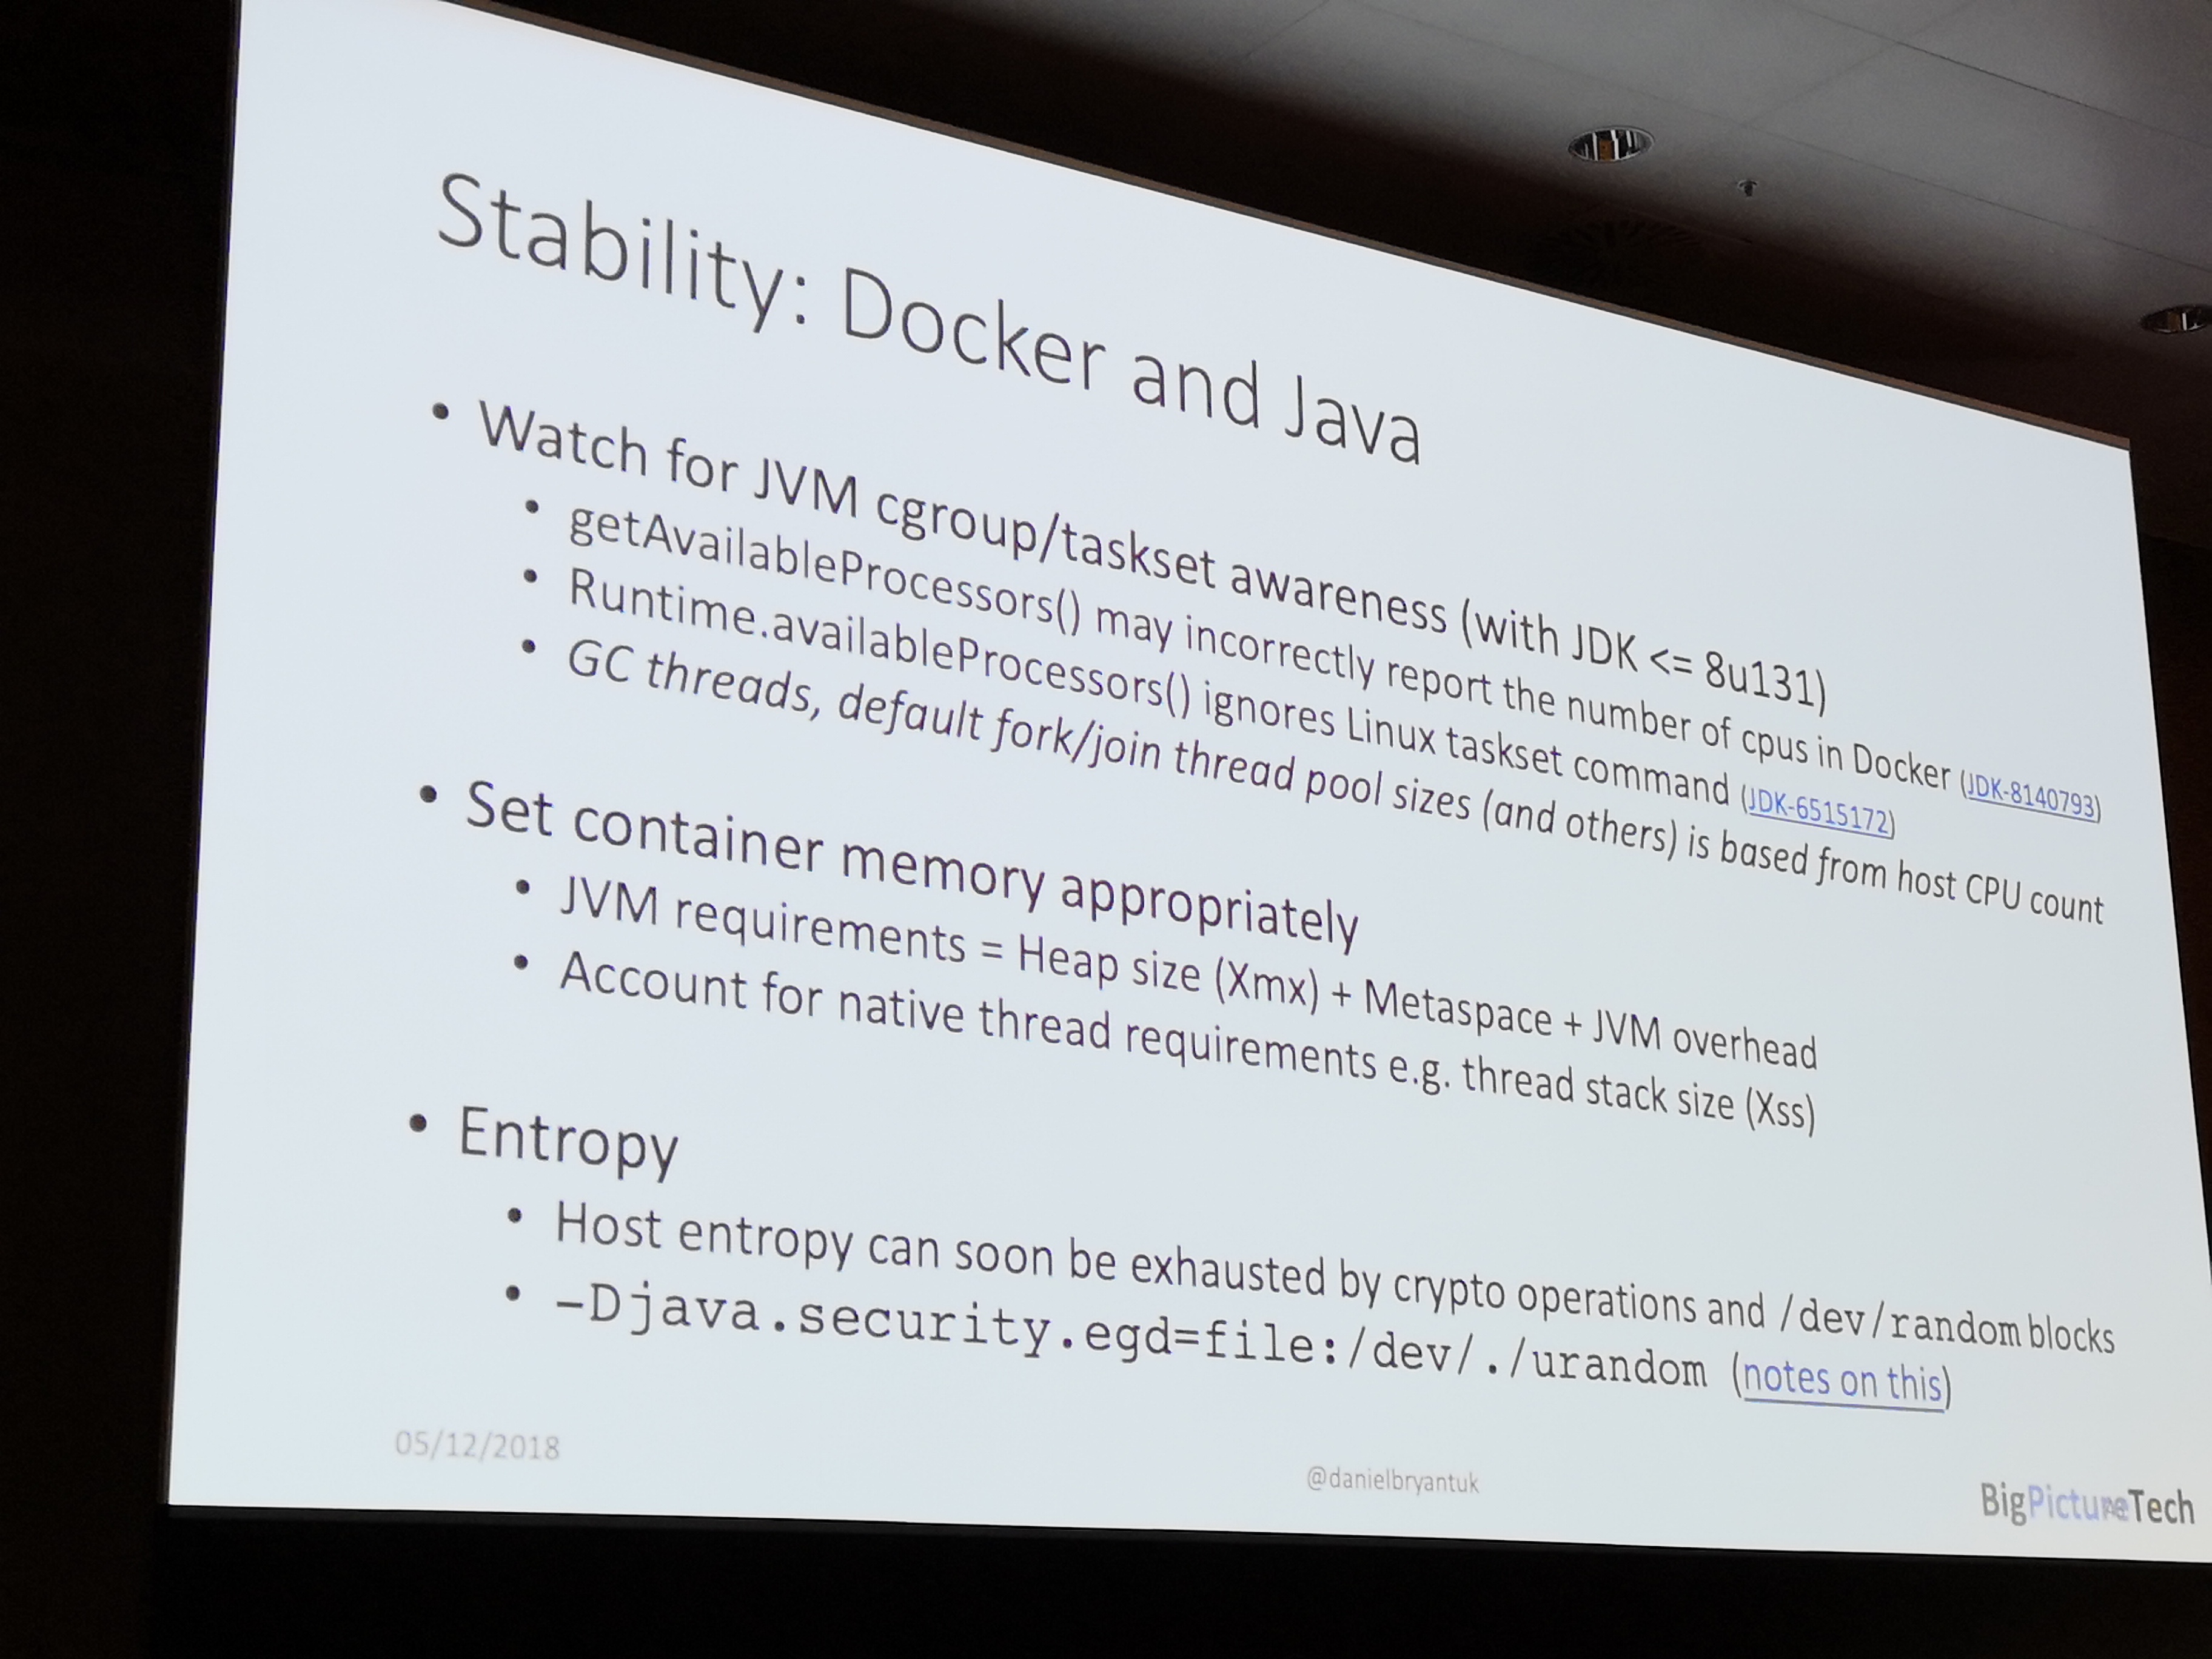 Stability: Docker and Java
• Watch for JVM cgroup/taskset awareness (with JDK <= 8u131)
• getAvailableProcessors() may incorrectly report the number of cpus in Docker (JDK-8140793)
• Runtime.availableProcessors() ignores Linux taskset command (JDK-6515172)
• GC threads, default fork/join thread pool sizes (and others) is based from host CPU count
• Set container memory appropriately
• JVM requirements = Heap size (Xmx) + Metaspace + JVM overhead
• Account for native thread requirements e.g. thread stack size (Xss)
• Entropy
• Host entropy can soon be exhausted by crypto operations and /dev/random blocks
• –Djava.security.egd=file:/dev/./urandom (notes on this)
05/12/2018
@danielbryantuk
BigPictureTech